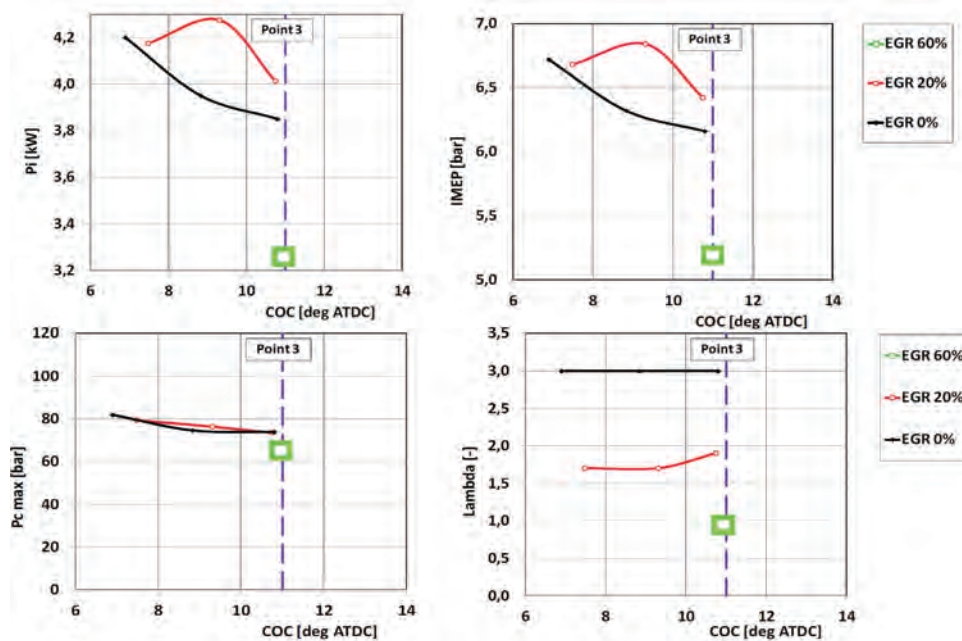 4,2
4,0
3,8
3,6
3,4
3,2
PI [kW]
Point 3
6 8 10 12 14
COC [deg ATDC]
7,0
6,5
6,0
5,5
5,0
IMEP [bar]
Point 3
6 8 10 12 14
COC [deg ATDC]
EGR 60%
EGR 20%
EGR 0%
120
100
80
60
40
20
0
Pc max [bar]
Point 3
6 8 10 12 14
COC [deg ATDC]
3,5
3,0
2,5
2,0
1,5
1,0
0,5
0,0
Lambda [-]
Point 3
6 8 10 12 14
COC [deg ATDC]
EGR 60%
EGR 20%
EGR 0%